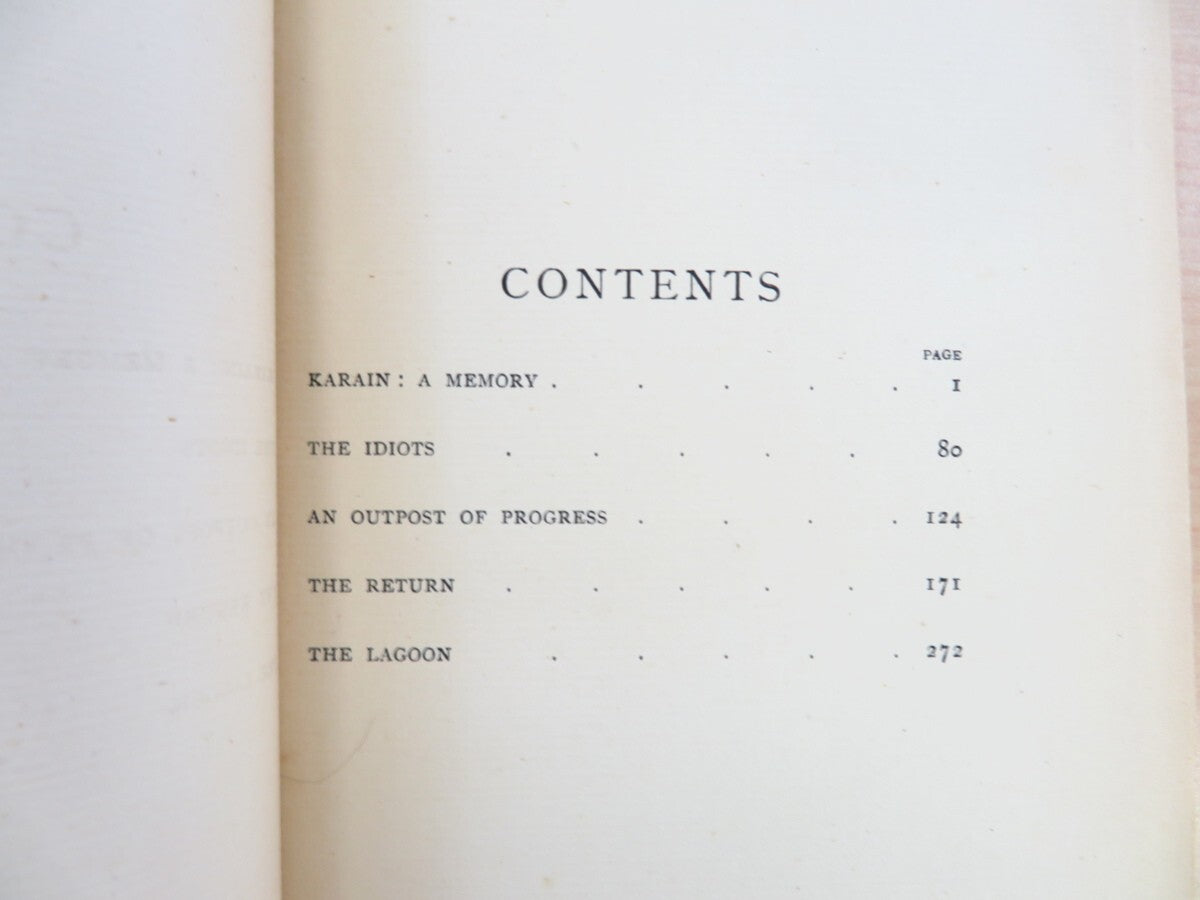 CONTENTS
PAGE
KARAIN: A MEMORY . . . . . 1
THE IDIOTS . . . . . 80
AN OUTPOST OF PROGRESS . . . . 124
THE RETURN . . . . . 171
THE LAGOON . . . . . 272